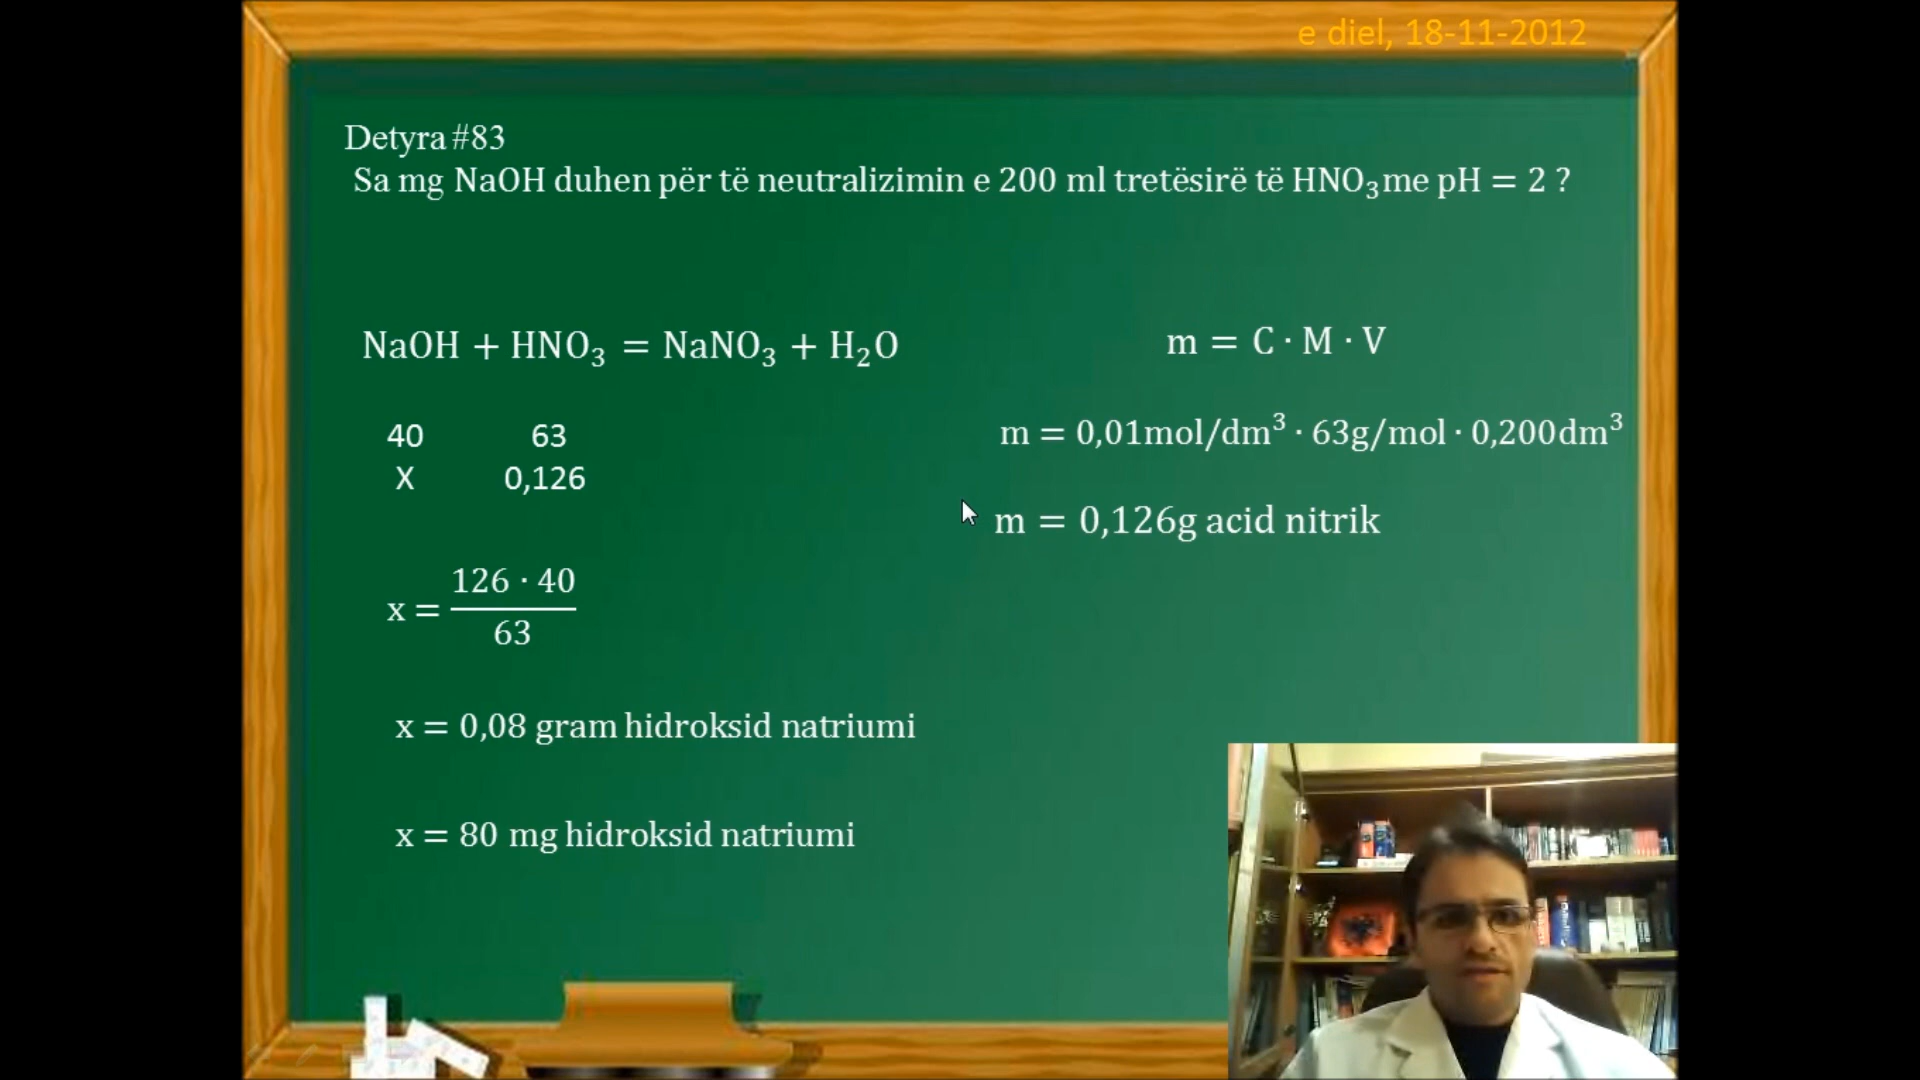 e diel, 18-11-2012
Detyra #83
Sa mg NaOH duhen për të neutralizimin e 200 ml tretësirë të HNO₃ me pH = 2 ?
NaOH + HNO₃ = NaNO₃ + H₂O
40 63
X 0,126
x = 126 · 40 / 63
x = 0,08 gram hidroksid natriumi
x = 80 mg hidroksid natriumi
m = C · M · V
m = 0,01mol/dm³ · 63g/mol · 0,200dm³
m = 0,126g acid nitrik